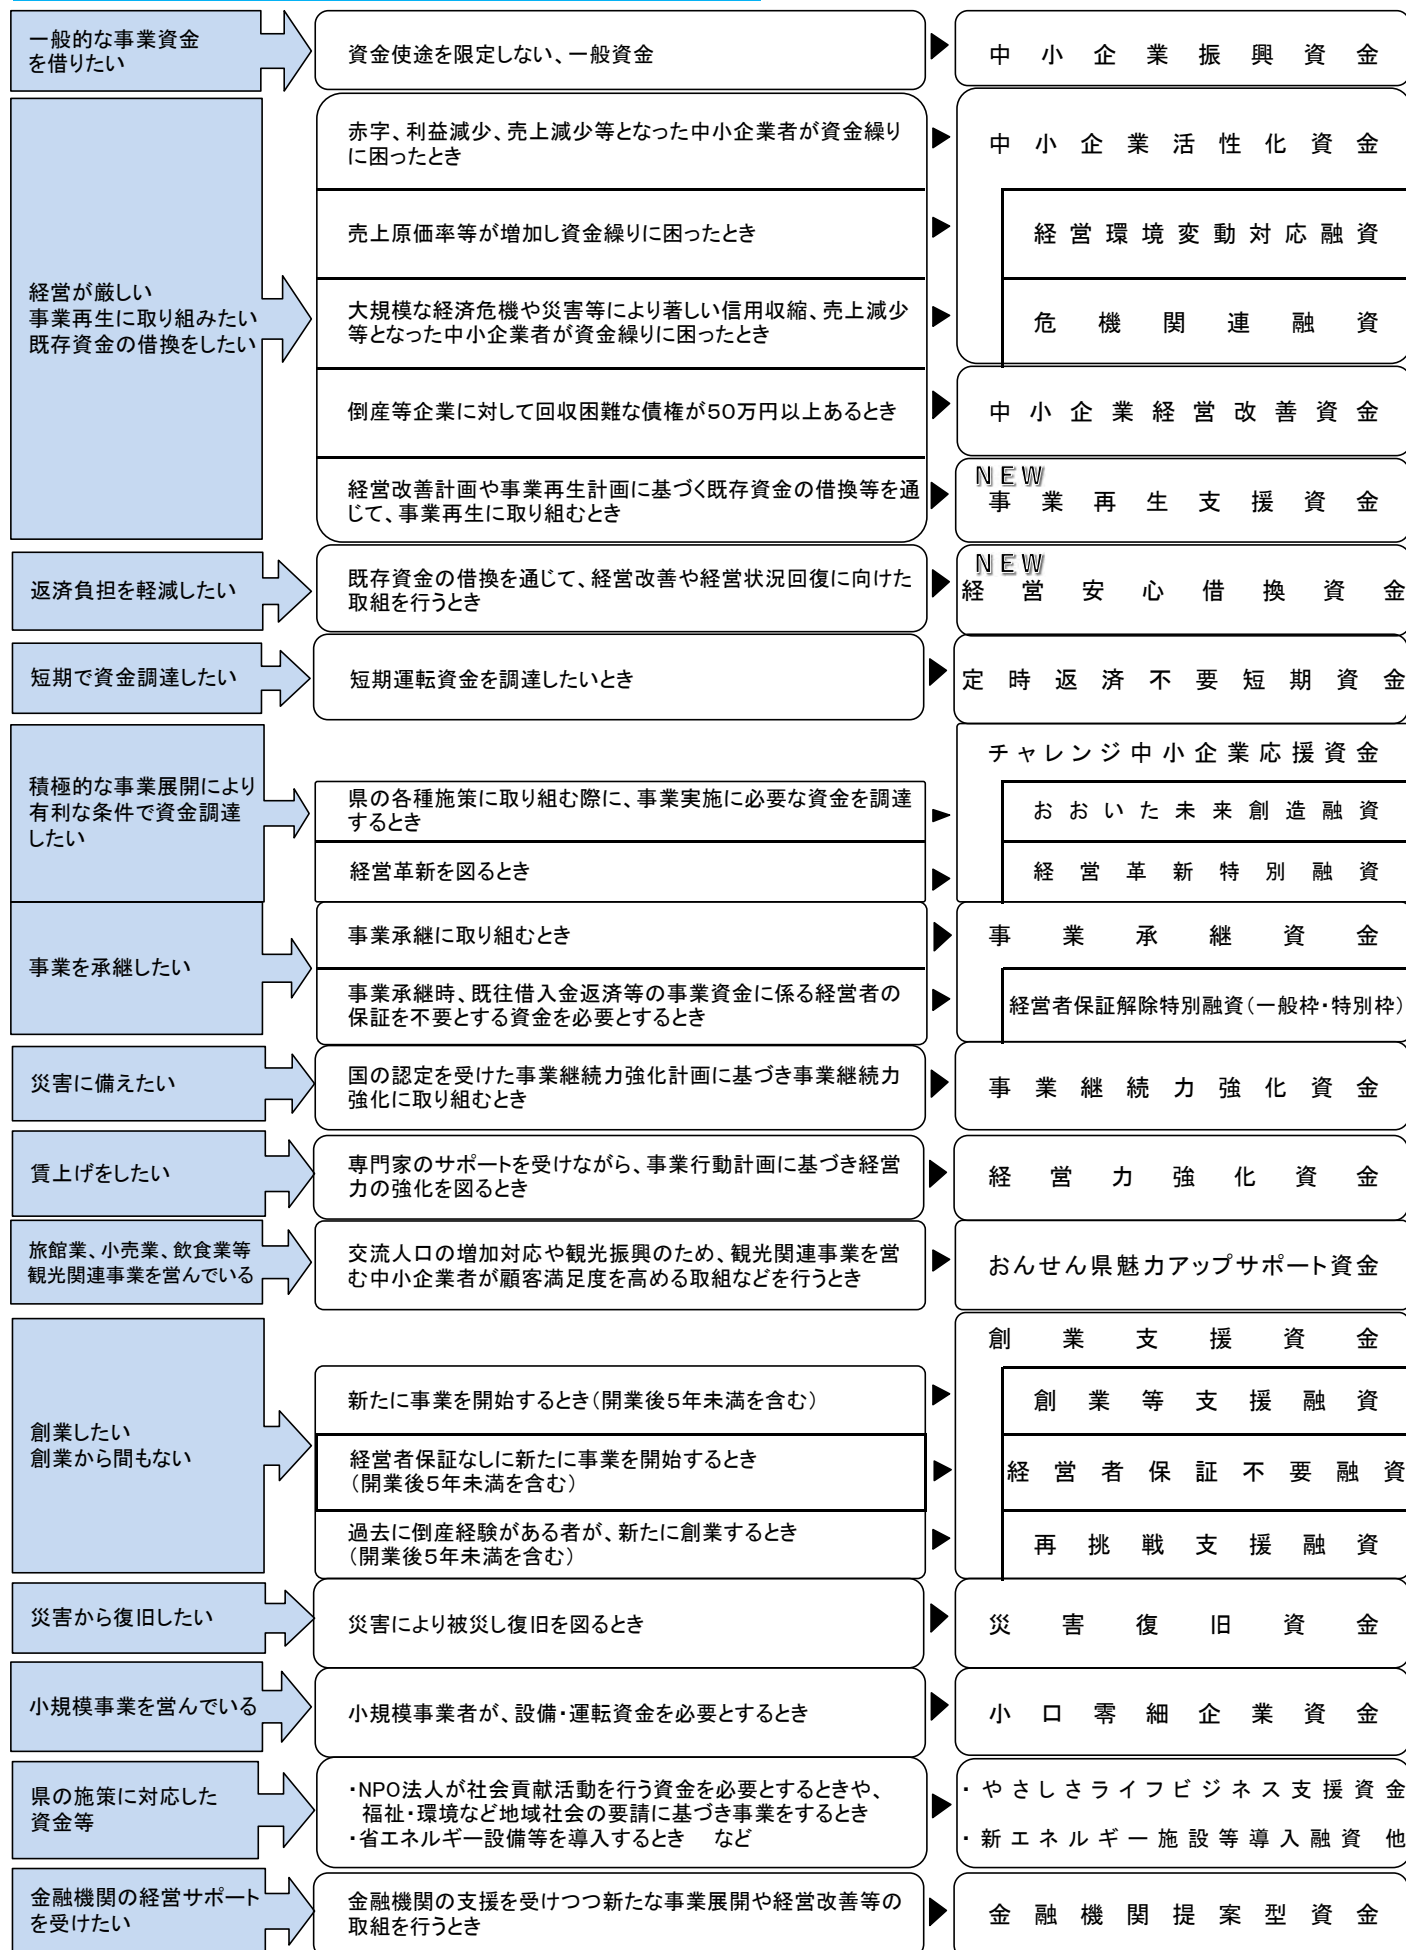 一般的な事業資金
を借りたい
資金使途を限定しない、一般資金
中小企業振興資金
経営が厳しい
事業再生に取り組みたい
既存資金の借換をしたい
赤字、利益減少、売上減少等となった中小企業者が資金繰り
に困ったとき
中小企業活性化資金
売上原価率等が増加し資金繰りに困ったとき
経営環境変動対応融資
大規模な経済危機や災害等により著しい信用収縮、売上減少
等となった中小企業者が資金繰りに困ったとき
危機関連融資
倒産等企業に対して回収困難な債権が50万円以上あるとき
中小企業経営改善資金
経営改善計画や事業再生計画に基づく既存資金の借換等を通
じて、事業再生に取り組むとき
NEW
事業再生支援資金
返済負担を軽減したい
既存資金の借換を通じて、経営改善や経営状況回復に向けた
取組を行うとき
NEW
経営安心借換資金
短期で資金調達したい
短期運転資金を調達したいとき
定時返済不要短期資金
積極的な事業展開により
有利な条件で資金調達
したい
チャレンジ中小企業応援資金
県の各種施策に取り組む際に、事業実施に必要な資金を調達
するとき
おおいた未来創造融資
経営革新を図るとき
経営革新特別融資
事業を承継したい
事業承継に取り組むとき
事業承継資金
事業承継時、既往借入金返済等の事業資金に係る経営者の
保証を不要とする資金を必要とするとき
経営者保証解除特別融資(一般枠・特別枠)
災害に備えたい
国の認定を受けた事業継続力強化計画に基づき事業継続力
強化に取り組むとき
事業継続力強化資金
賃上げをしたい
専門家のサポートを受けながら、事業行動計画に基づき経営
力の強化を図るとき
経営力強化資金
旅館業、小売業、飲食業等
観光関連事業を営んでいる
交流人口の増加対応や観光振興のため、観光関連事業を営
む中小企業者が顧客満足度を高める取組などを行うとき
おんせん県魅力アップサポート資金
創業したい
創業から間もない
創業支援資金
新たに事業を開始するとき(開業後5年未満を含む)
創業等支援融資
経営者保証なしに新たに事業を開始するとき
(開業後5年未満を含む)
経営者保証不要融資
過去に倒産経験がある者が、新たに創業するとき
(開業後5年未満を含む)
再挑戦支援融資
災害から復旧したい
災害により被災し復旧を図るとき
災害復旧資金
小規模事業を営んでいる
小規模事業者が、設備・運転資金を必要とするとき
小口零細企業資金
県の施策に対応した
資金等
・NPO法人が社会貢献活動を行う資金を必要とするときや、
福祉・環境など地域社会の要請に基づき事業をするとき
・省エネルギー設備等を導入するとき など
・やさしさライフビジネス支援資金
・新エネルギー施設等導入融資 他
金融機関の経営サポート
を受けたい
金融機関の支援を受けつつ新たな事業展開や経営改善等の
取組を行うとき
金融機関提案型資金